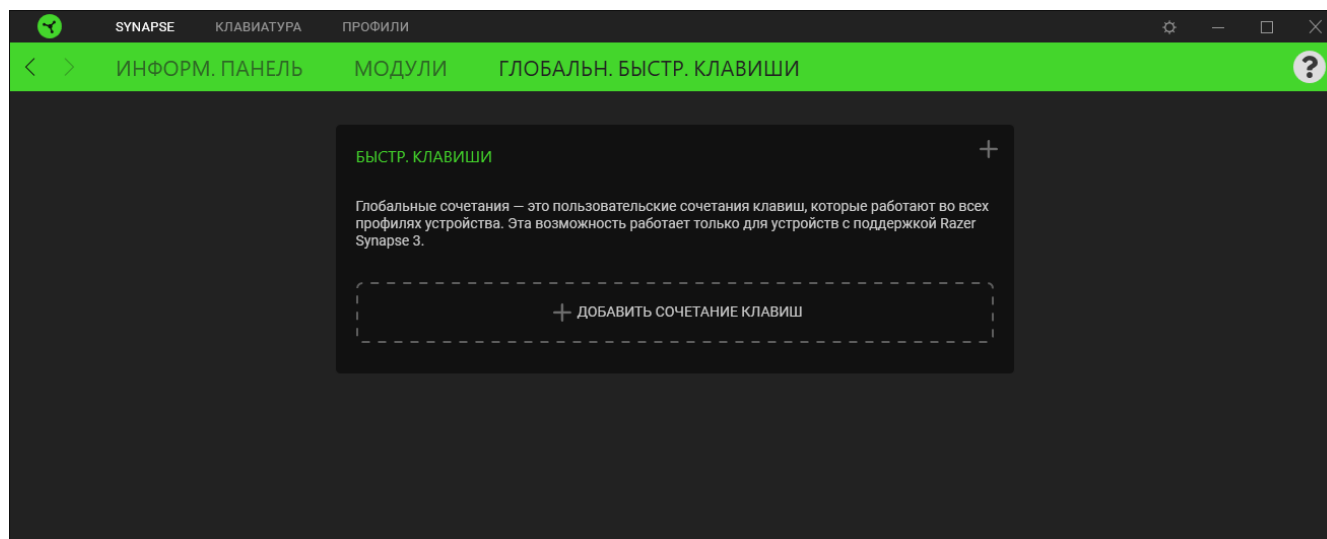 SYNAPSE КЛАВИАТУРА ПРОФИЛИ
ИНФОРМ. ПАНЕЛЬ МОДУЛИ ГЛОБАЛЬН. БЫСТР. КЛАВИШИ ?
БЫСТР. КЛАВИШИ
Глобальные сочетания — это пользовательские сочетания клавиш, которые работают во всех
профилях устройства. Эта возможность работает только для устройств с поддержкой Razer
Synapse 3.
ДОБАВИТЬ СОЧЕТАНИЕ КЛАВИШ